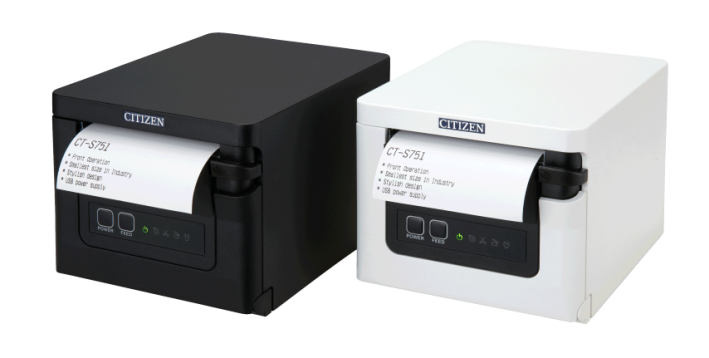 CITIZEN
CT-S751
* Front Operation
* Smallest size in Industry
* Stylish design
* USB power supply
POWER FEED
CITIZEN
CT-S751
* Front Operation
* Smallest size in Industry
* Stylish design
* USB power supply
POWER FEED